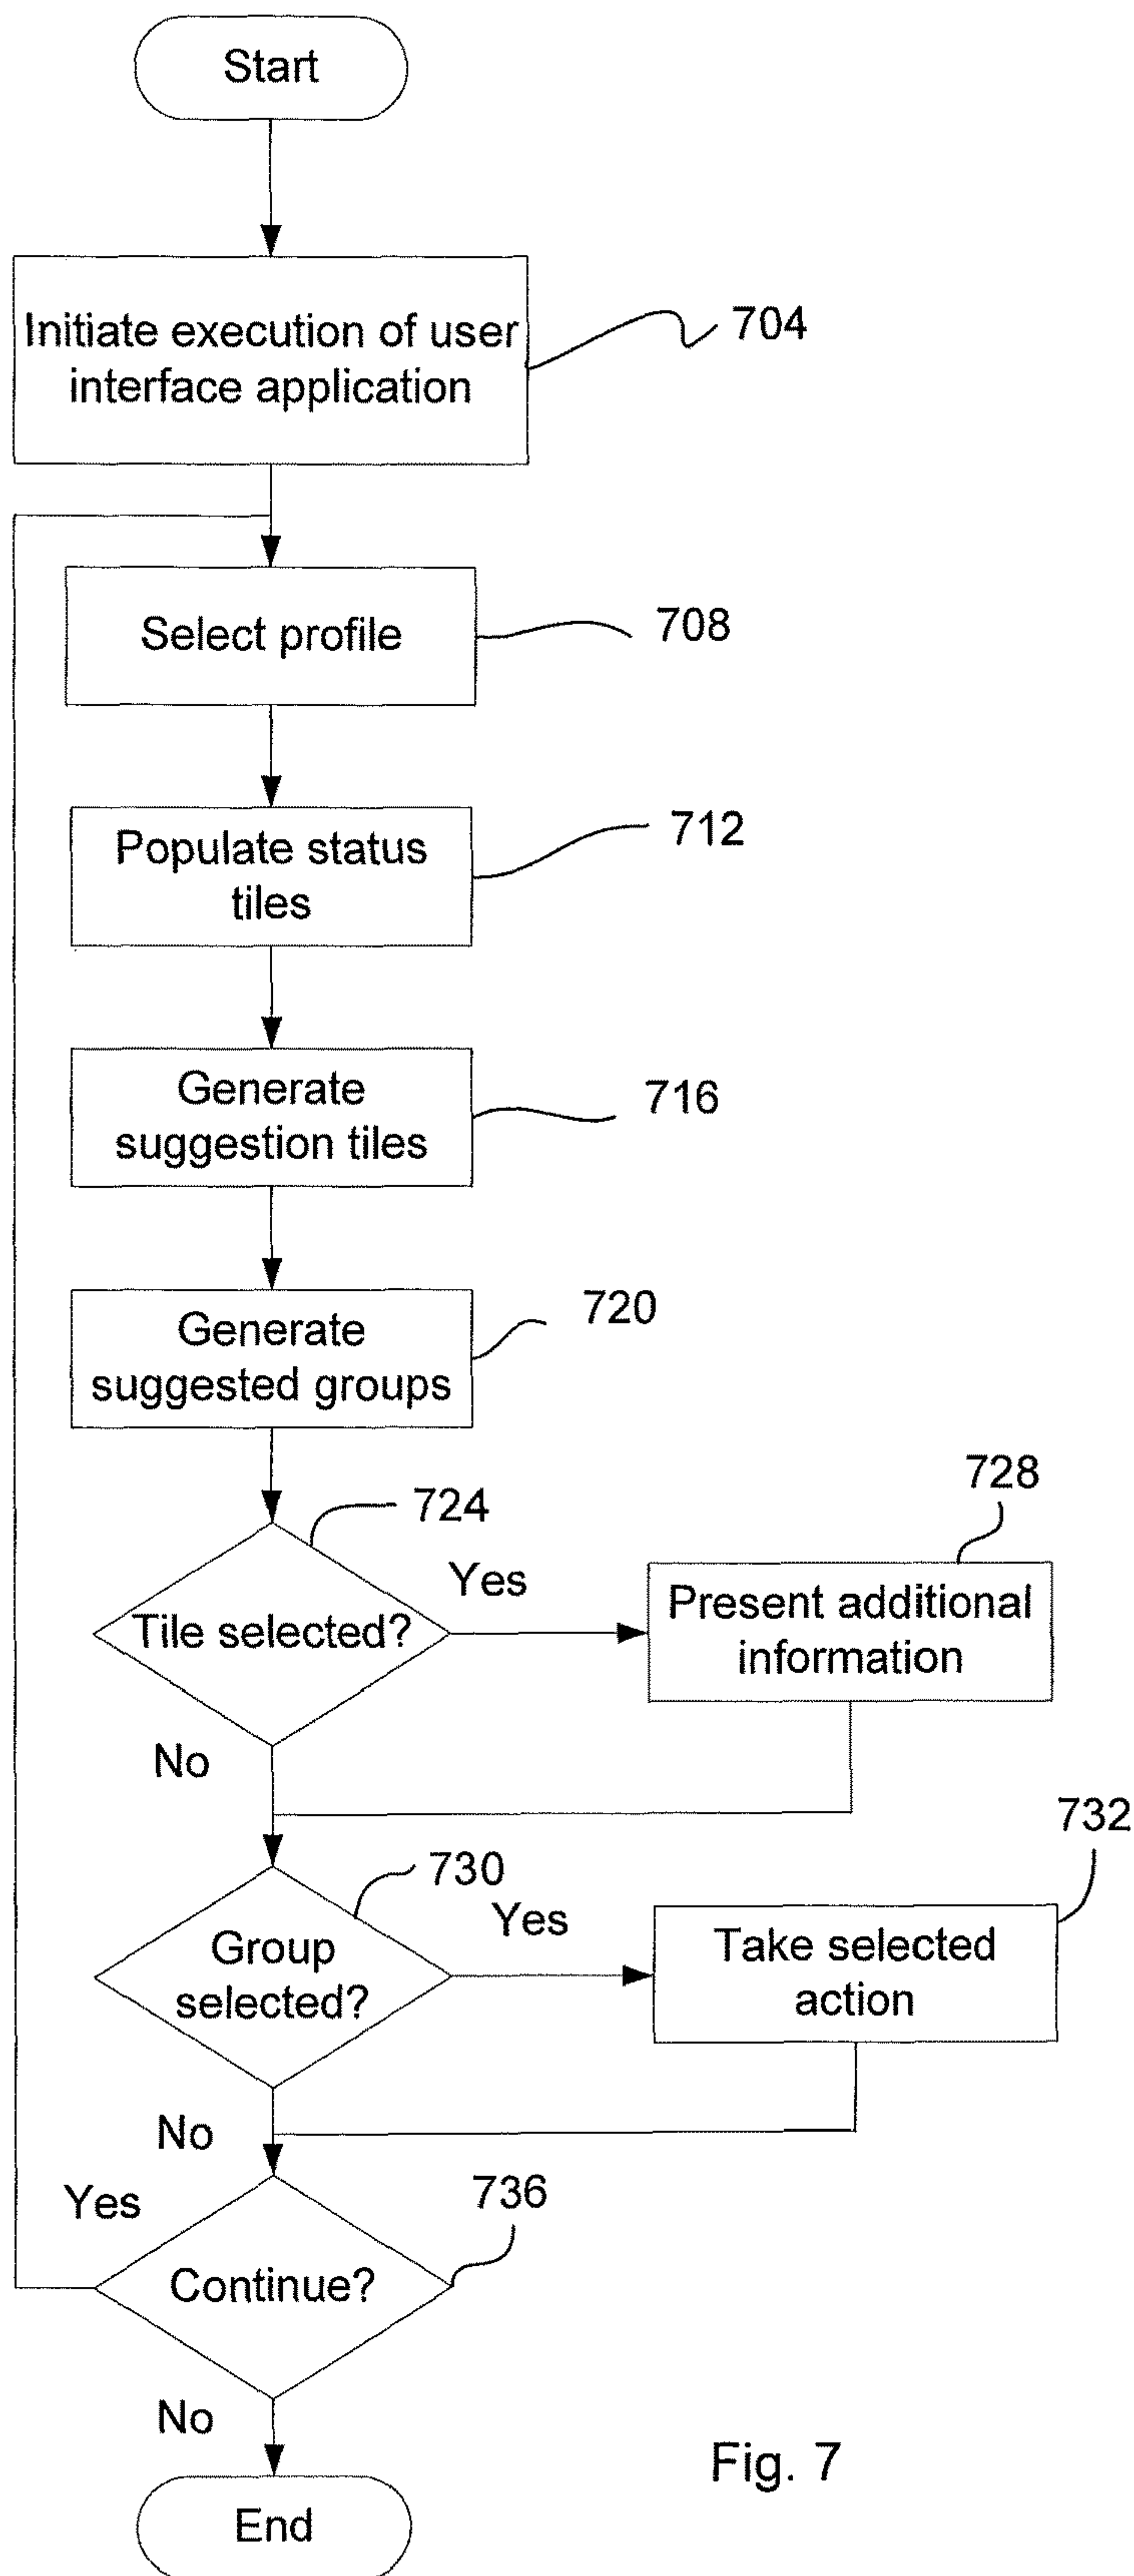 Start
Initiate execution of user
interface application
704
Select profile
708
Populate status
tiles
712
Generate
suggestion tiles
716
Generate
suggested groups
720
724
Tile selected?
Yes
728
Present additional
information
No
730
Group
selected?
Yes
732
Take selected
action
No
736
Continue?
Yes
No
End
Fig. 7